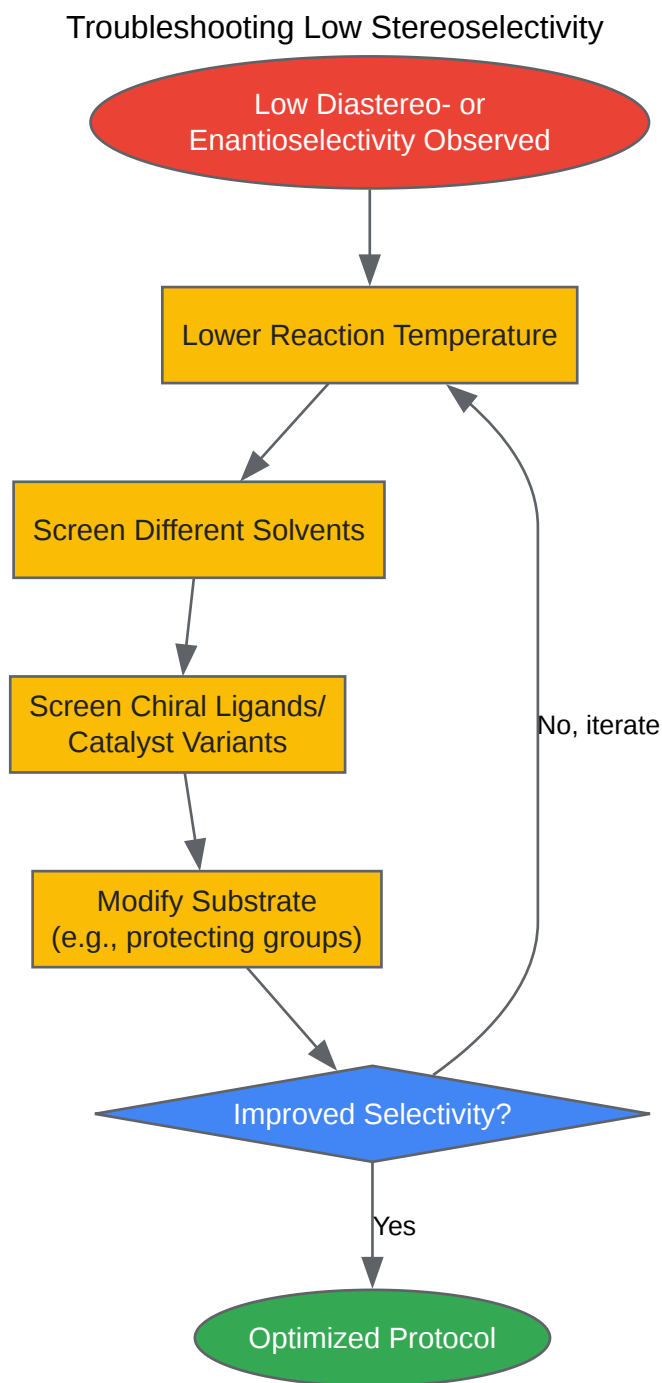 Troubleshooting Low Stereoselectivity
Low Diastereo- or
Enantioselectivity Observed
Lower Reaction Temperature
Screen Different Solvents
Screen Chiral Ligands/
Catalyst Variants
No, iterate
Modify Substrate
(e.g., protecting groups)
Improved Selectivity?
Yes
Optimized Protocol